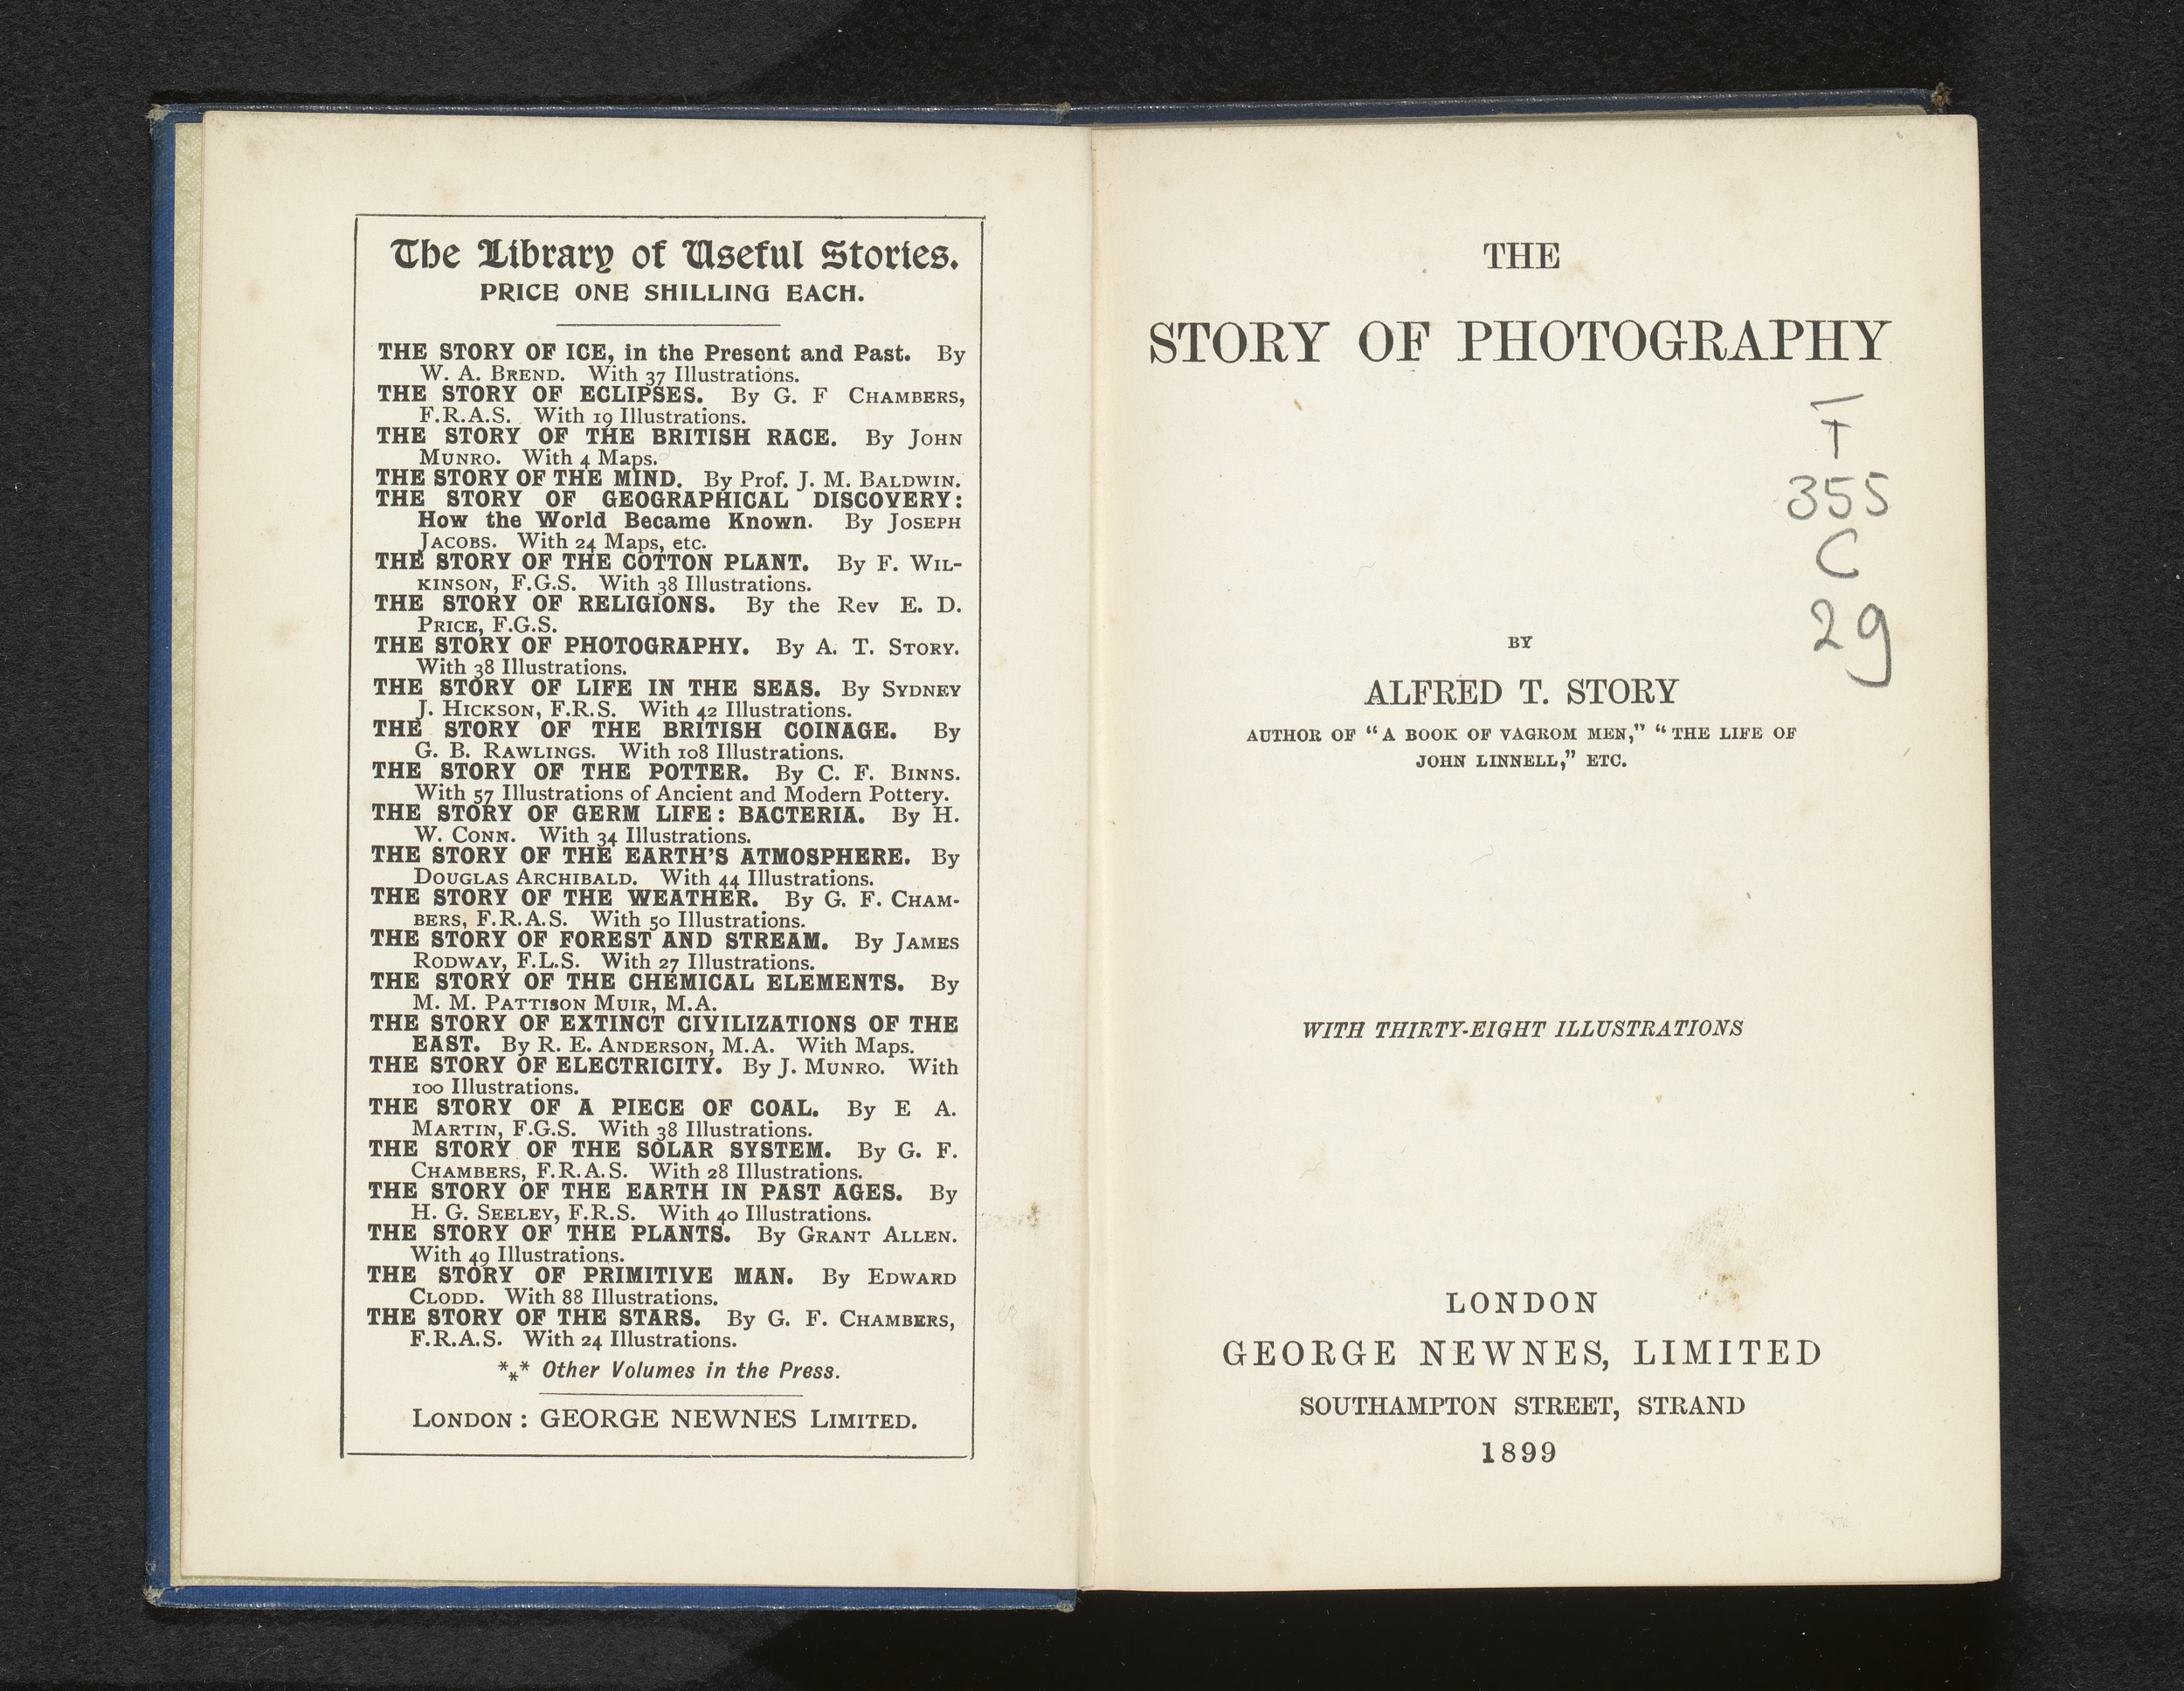 The Library of Useful Stories.
PRICE ONE SHILLING EACH.
THE STORY OF ICE, in the Present and Past. By
W. A. BREND. With 37 Illustrations.
THE STORY OF ECLIPSES. By G. F CHAMBERS,
F.R.A.S. With 19 Illustrations.
THE STORY OF THE BRITISH RACE. By JOHN
MUNRO. With 4 Maps.
THE STORY OF THE MIND. By Prof. J. M. BALDWIN.
THE STORY OF GEOGRAPHICAL DISCOVERY:
How the World Became Known. By JOSEPH
JACOBS. With 24 Maps, etc.
THE STORY OF THE COTTON PLANT. By F. WIL-
KINSON, F.G.S. With 38 Illustrations.
THE STORY OF RELIGIONS. By the Rev E. D.
PRICE, F.G.S.
THE STORY OF PHOTOGRAPHY. By A. T. STORY.
With 38 Illustrations.
THE STORY OF LIFE IN THE SEAS. By SYDNEY
J. HICKSON, F.R.S. With 42 Illustrations.
THE STORY OF THE BRITISH COINAGE. By
G. B. RAWLINGS. With 108 Illustrations.
THE STORY OF THE POTTER. By C. F. BINNS.
With 57 Illustrations of Ancient and Modern Pottery.
THE STORY OF GERM LIFE: BACTERIA. By H.
W. CONN. With 34 Illustrations.
THE STORY OF THE EARTH'S ATMOSPHERE. By
DOUGLAS ARCHIBALD. With 44 Illustrations.
THE STORY OF THE WEATHER. By G. F. CHAM-
BERS, F.R.A.S. With 50 Illustrations.
THE STORY OF FOREST AND STREAM. By JAMES
RODWAY, F.L.S. With 27 Illustrations.
THE STORY OF THE CHEMICAL ELEMENTS. By
M. M. PATTISON MUIR, M.A.
THE STORY OF EXTINCT CIVILIZATIONS OF THE
EAST. By R. E. ANDERSON, M.A. With Maps.
THE STORY OF ELECTRICITY. By J. MUNRO. With
100 Illustrations.
THE STORY OF A PIECE OF COAL. By E A.
MARTIN, F.G.S. With 38 Illustrations.
THE STORY OF THE SOLAR SYSTEM. By G. F.
CHAMBERS, F.R.A.S. With 28 Illustrations.
THE STORY OF THE EARTH IN PAST AGES. By
H. G. SEELEY, F.R.S. With 40 Illustrations.
THE STORY OF THE PLANTS. By GRANT ALLEN.
With 49 Illustrations.
THE STORY OF PRIMITIVE MAN. By EDWARD
CLODD. With 88 Illustrations.
THE STORY OF THE STARS. By G. F. CHAMBERS,
F.R.A.S. With 24 Illustrations.
*** Other Volumes in the Press.
LONDON: GEORGE NEWNES LIMITED.
THE
STORY OF PHOTOGRAPHY
T
355
C
29
BY
ALFRED T. STORY
AUTHOR OF "A BOOK OF VAGROM MEN," "THE LIFE OF
JOHN LINNELL," ETC.
WITH THIRTY-EIGHT ILLUSTRATIONS
LONDON
GEORGE NEWNES, LIMITED
SOUTHAMPTON STREET, STRAND
1899